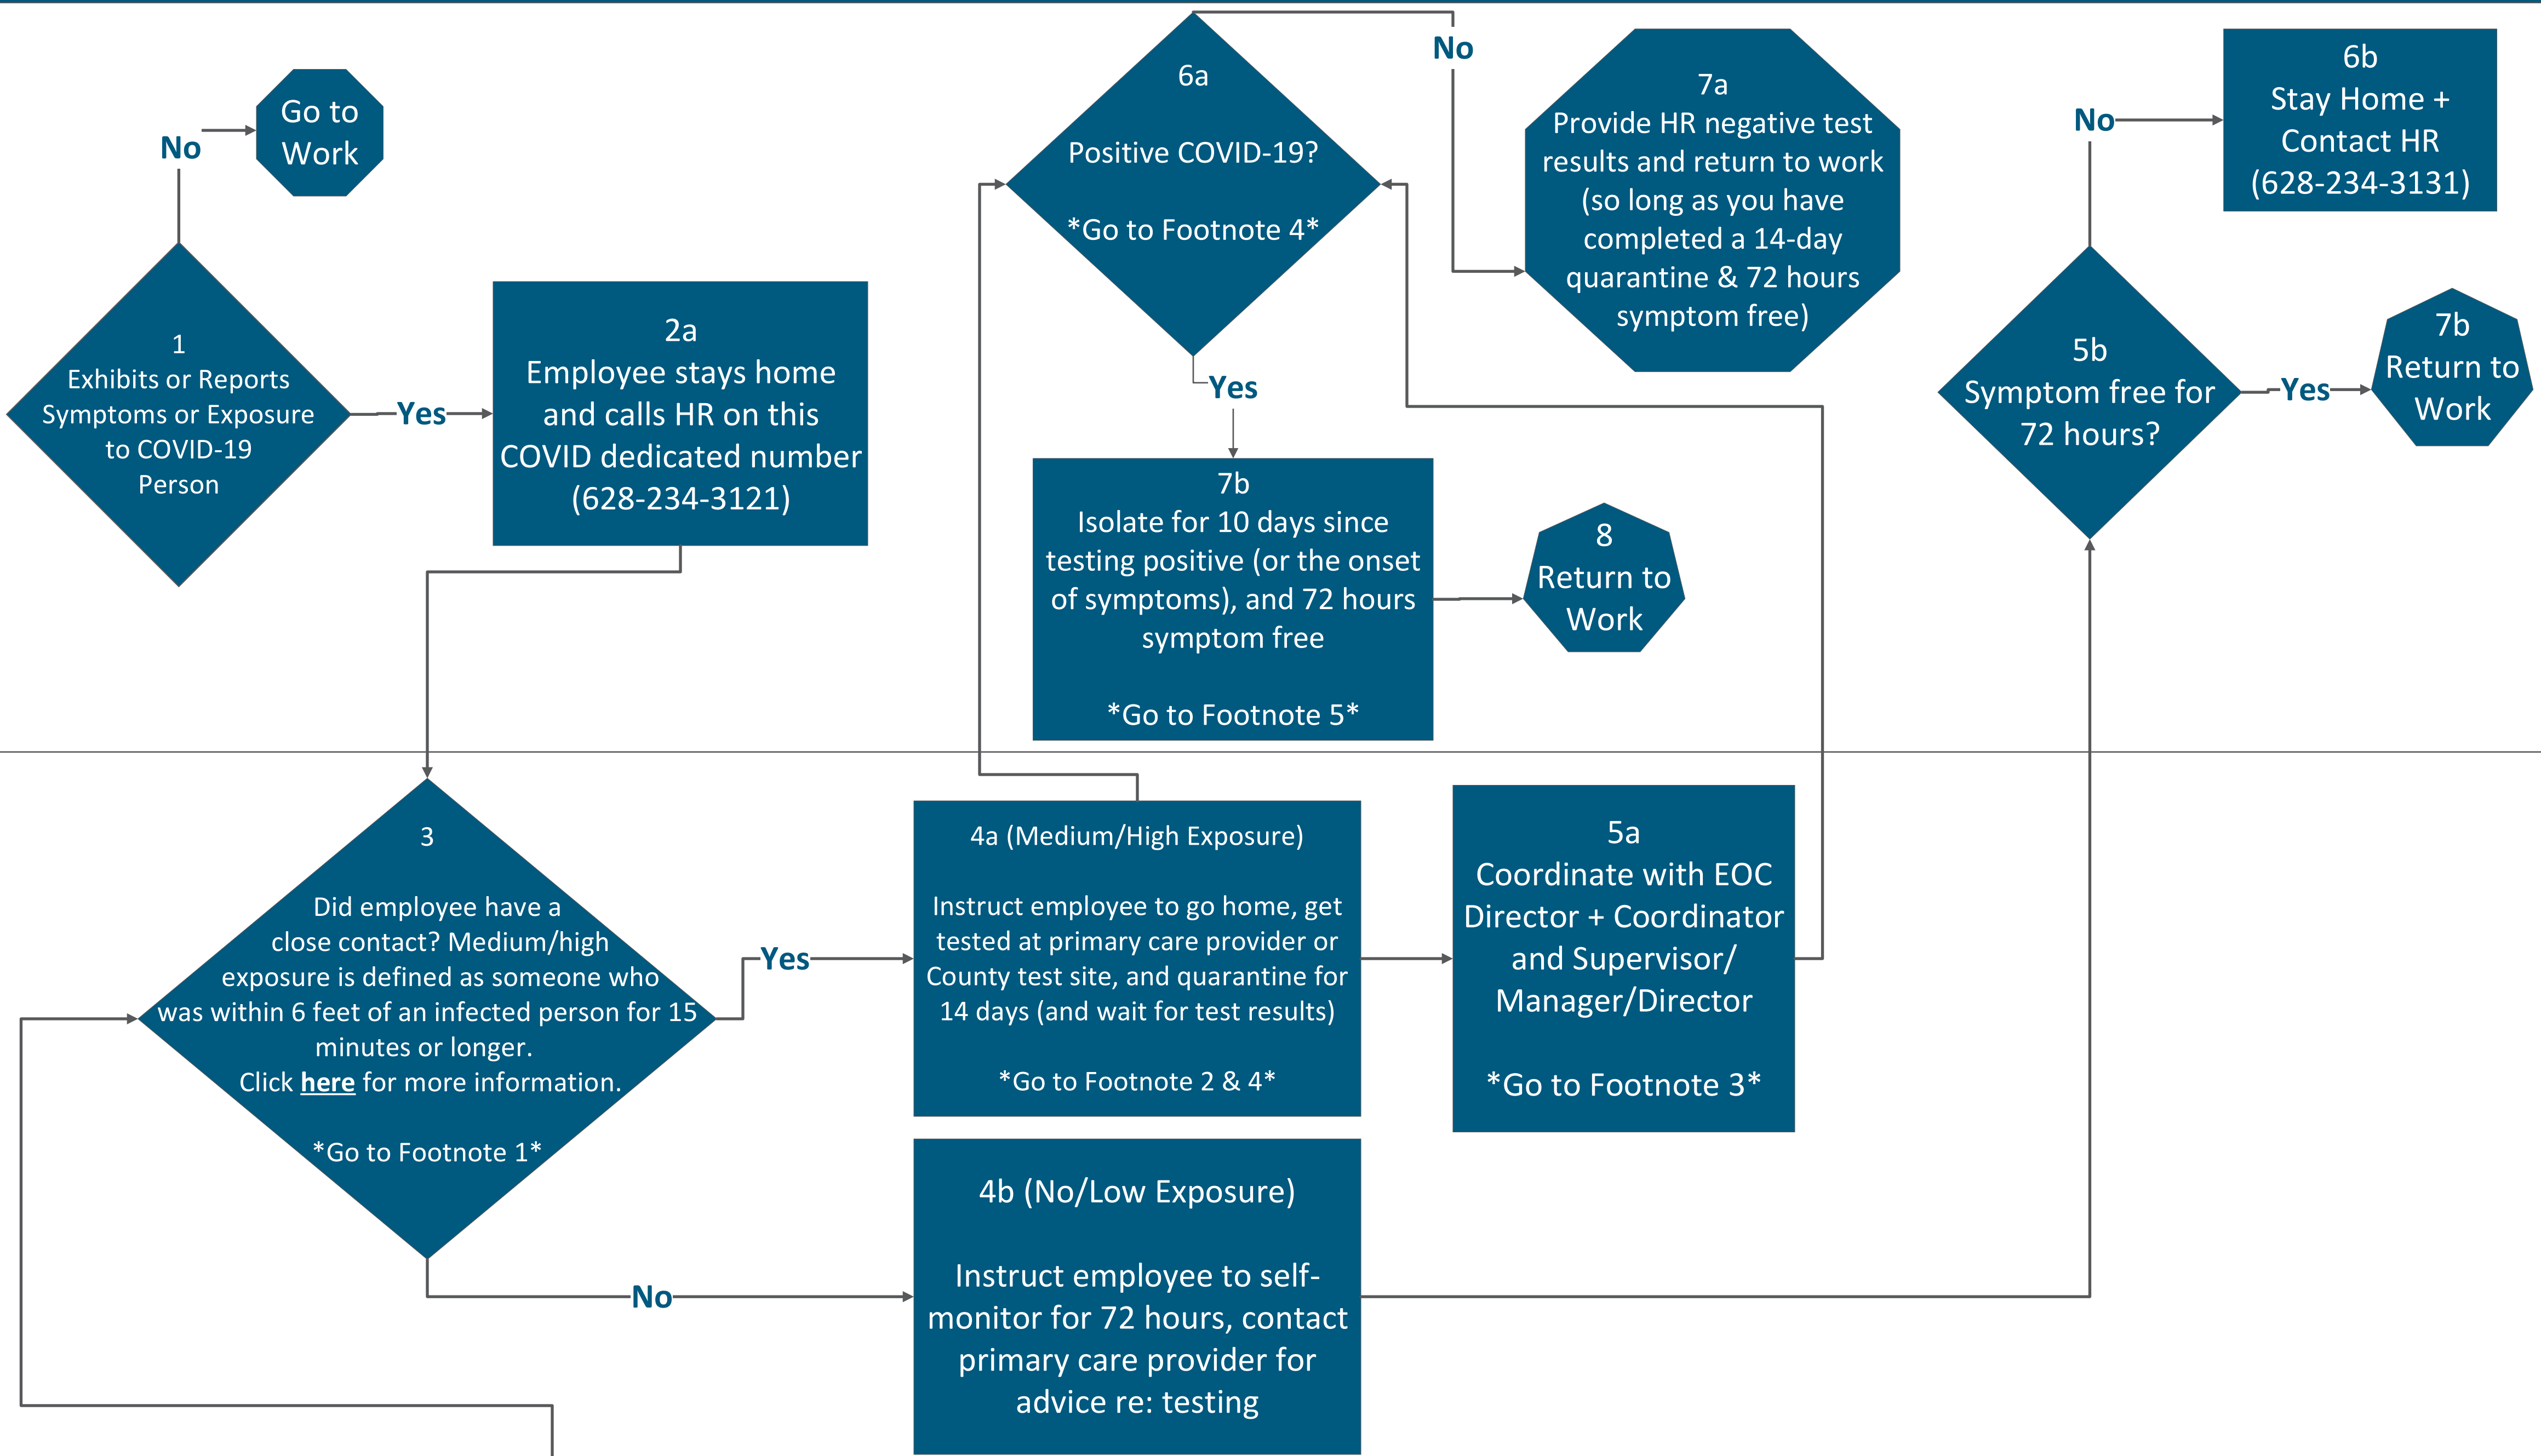 No
Go to
Work
1
Exhibits or Reports
Symptoms or Exposure
to COVID-19
Person
Yes
2a
Employee stays home
and calls HR on this
COVID dedicated number
(628-234-3121)
6a
Positive COVID-19?
*Go to Footnote 4*
No
7a
Provide HR negative test
results and return to work
(so long as you have
completed a 14-day
quarantine & 72 hours
symptom free)
Yes
7b
Isolate for 10 days since
testing positive (or the onset
of symptoms), and 72 hours
symptom free
*Go to Footnote 5*
8
Return to
Work
No
6b
Stay Home +
Contact HR
(628-234-3131)
5b
Symptom free for
72 hours?
Yes
7b
Return to
Work
3
Did employee have a
close contact? Medium/high
exposure is defined as someone who
was within 6 feet of an infected person for 15
minutes or longer.
Click here for more information.
*Go to Footnote 1*
Yes
4a (Medium/High Exposure)
Instruct employee to go home, get
tested at primary care provider or
County test site, and quarantine for
14 days (and wait for test results)
*Go to Footnote 2 & 4*
5a
Coordinate with EOC
Director + Coordinator
and Supervisor/
Manager/Director
*Go to Footnote 3*
No
4b (No/Low Exposure)
Instruct employee to self-
monitor for 72 hours, contact
primary care provider for
advice re: testing